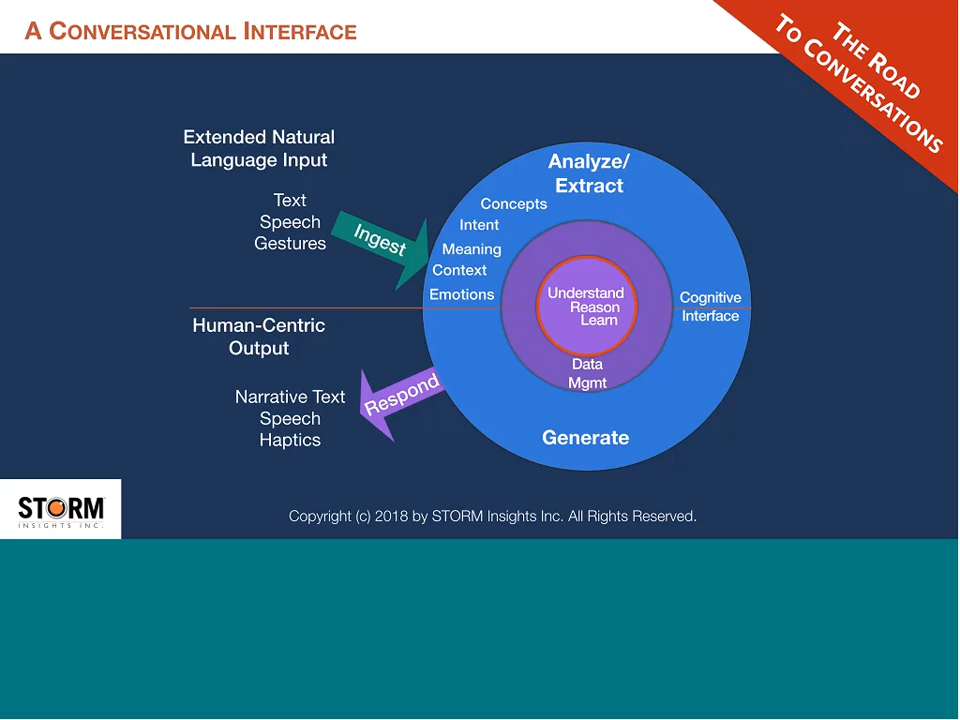 A CONVERSATIONAL INTERFACE
THE ROAD
TO CONVERSATIONS
Extended Natural
Language Input
Text
Speech
Gestures
Ingest
Analyze/
Extract
Concepts
Intent
Meaning
Context
Emotions
Understand
Reason
Learn
Cognitive
Interface
Data
Mgmt
Human-Centric
Output
Narrative Text
Speech
Haptics
Respond
Generate
STORM
INSIGHTS INC.
Copyright (c) 2018 by STORM Insights Inc. All Rights Reserved.